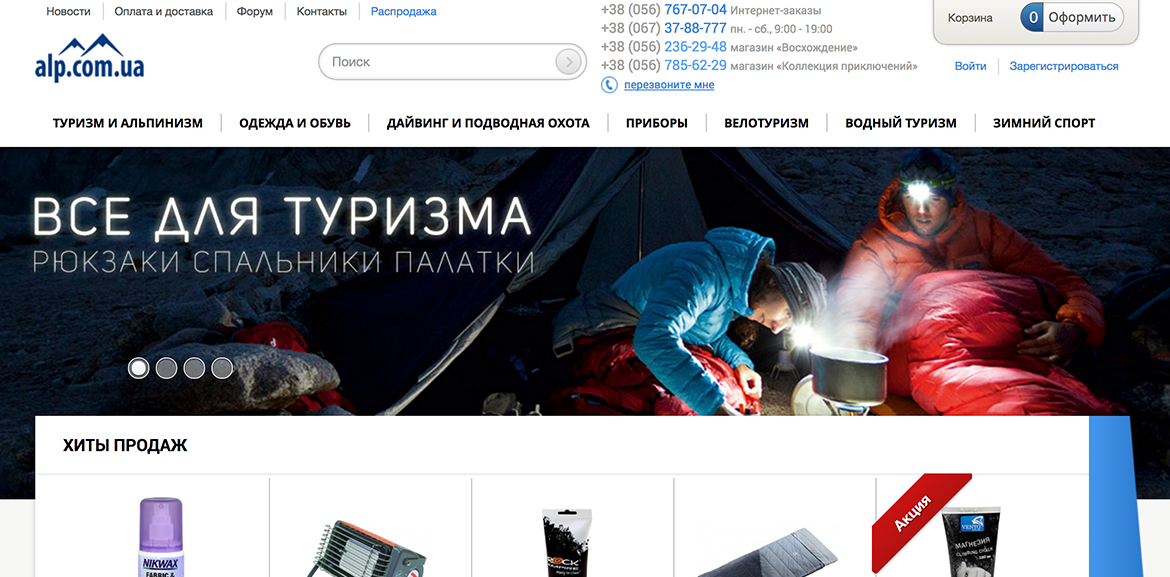 Новости
Оплата и доставка
Форум
Контакты
Распродажа
alp.com.ua
Поиск
+38 (056) 767-07-04 Интернет-заказы
+38 (067) 37-88-777 пн. - сб., 9:00 - 19:00
+38 (056) 236-29-48 магазин «Восхождение»
+38 (056) 785-62-29 магазин «Коллекция приключений»
перезвоните мне
Корзина 0 Оформить
Войти
Зарегистрироваться
ТУРИЗМ И АЛЬПИНИЗМ
ОДЕЖДА И ОБУВЬ
ДАЙВИНГ И ПОДВОДНАЯ ОХОТА
ПРИБОРЫ
ВЕЛОТУРИЗМ
ВОДНЫЙ ТУРИЗМ
ЗИМНИЙ СПОРТ
ВСЕ ДЛЯ ТУРИЗМА
РЮКЗАКИ СПАЛЬНИКИ ПАЛАТКИ
ХИТЫ ПРОДАЖ
NIKWAX
FABRIC &
ROCK
EMPIRE
Акция
VENTO
МАГНЕЗИЯ
CLIMBING CHALK